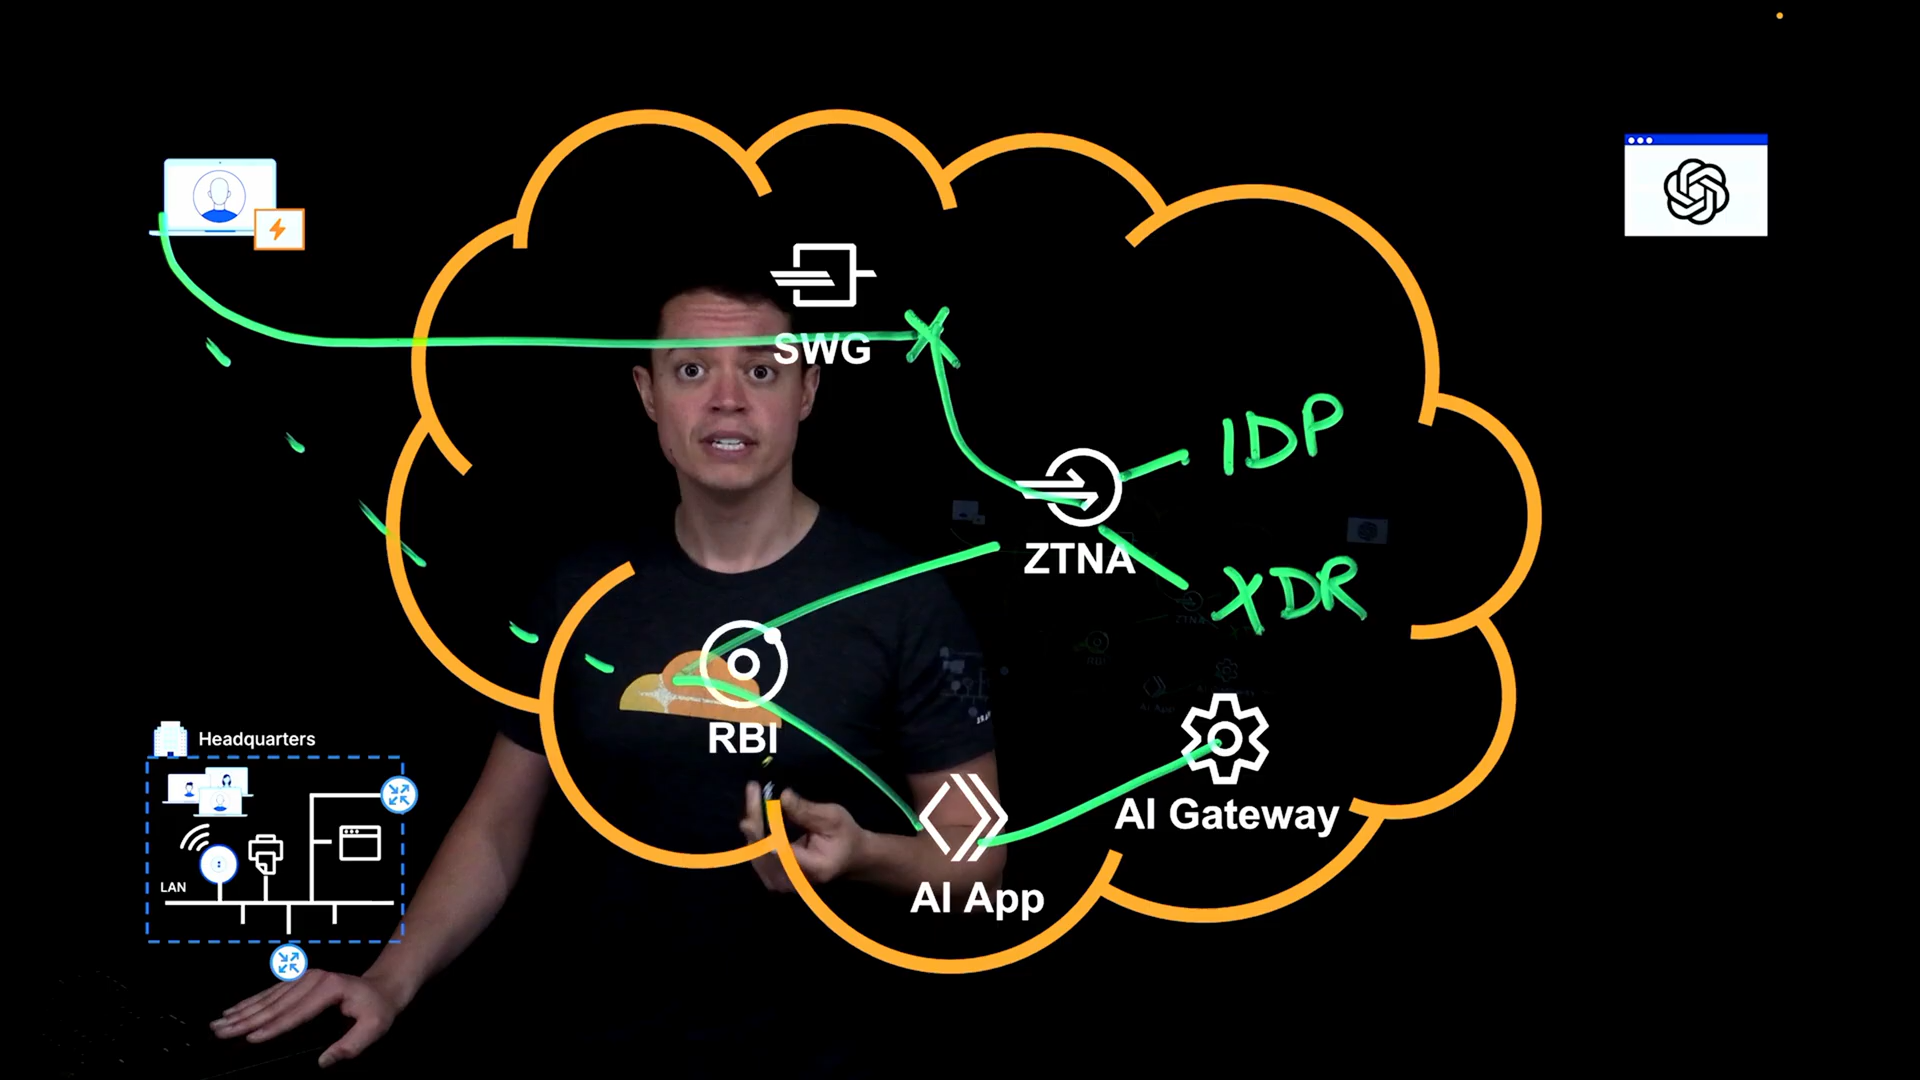 SWG
IDP
ZTNA
XDR
RBI
Headquarters
LAN
AI Gateway
AI App